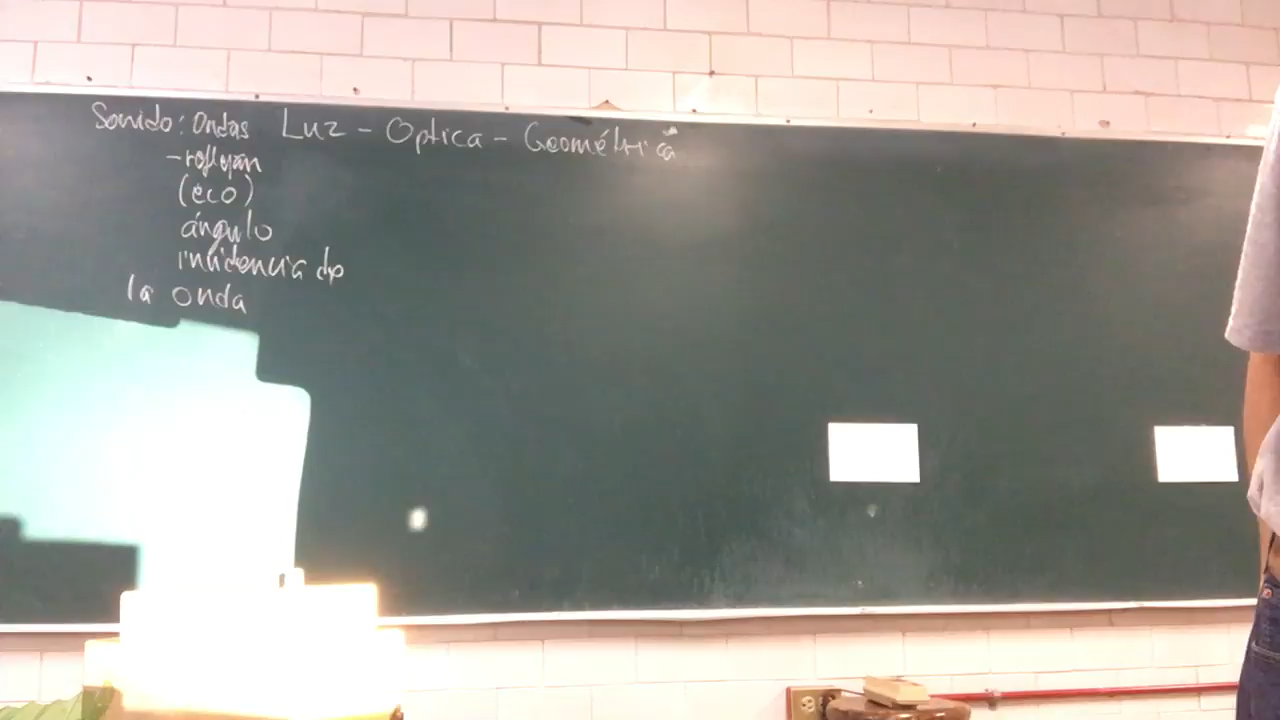 Sonido: Ondas Luz - Optica - Geométrica
- reflejan
(eco)
ángulo
incidencia de
la onda